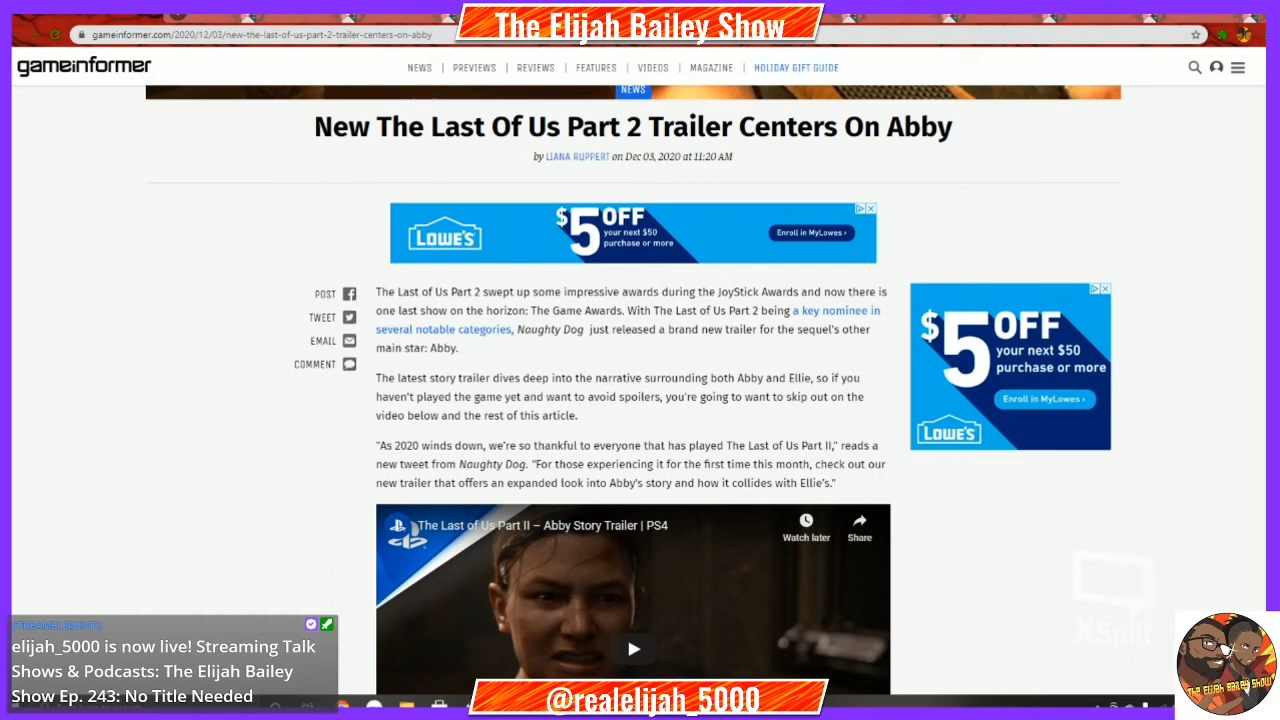 The Elijah Bailey Show
gameinformer.com/2020/12/03/new-the-last-of-us-part-2-trailer-centers-on-abby
gameinformer
NEWS | PREVIEWS | REVIEWS | FEATURES | VIDEOS | MAGAZINE | HOLIDAY GIFT GUIDE
NEWS
New The Last Of Us Part 2 Trailer Centers On Abby
by LIANA RUPPERT on Dec 03, 2020 at 11:20 AM
LOWE'S
$5 OFF
your next $50
purchase or more
Enroll in MyLowes ›
POST
TWEET
EMAIL
COMMENT
The Last of Us Part 2 swept up some impressive awards during the JoyStick Awards and now there is
one last show on the horizon: The Game Awards. With The Last of Us Part 2 being a key nominee in
several notable categories, Naughty Dog just released a brand new trailer for the sequel's other
main star: Abby.
The latest story trailer dives deep into the narrative surrounding both Abby and Ellie, so if you
haven't played the game yet and want to avoid spoilers, you're going to want to skip out on the
video below and the rest of this article.
"As 2020 winds down, we're so thankful to everyone that has played The Last of Us Part II," reads a
new tweet from Naughty Dog. "For those experiencing it for the first time this month, check out our
new trailer that offers an expanded look into Abby's story and how it collides with Ellie's."
$5 OFF
your next $50
purchase or more
Enroll in MyLowes ›
LOWE'S
The Last of Us Part II – Abby Story Trailer | PS4
Watch later
Share
XSplit
STREAMELEMENTS
elijah_5000 is now live! Streaming Talk
Shows & Podcasts: The Elijah Bailey
Show Ep. 243: No Title Needed
@realelijah_5000
The Elijah Bailey Show